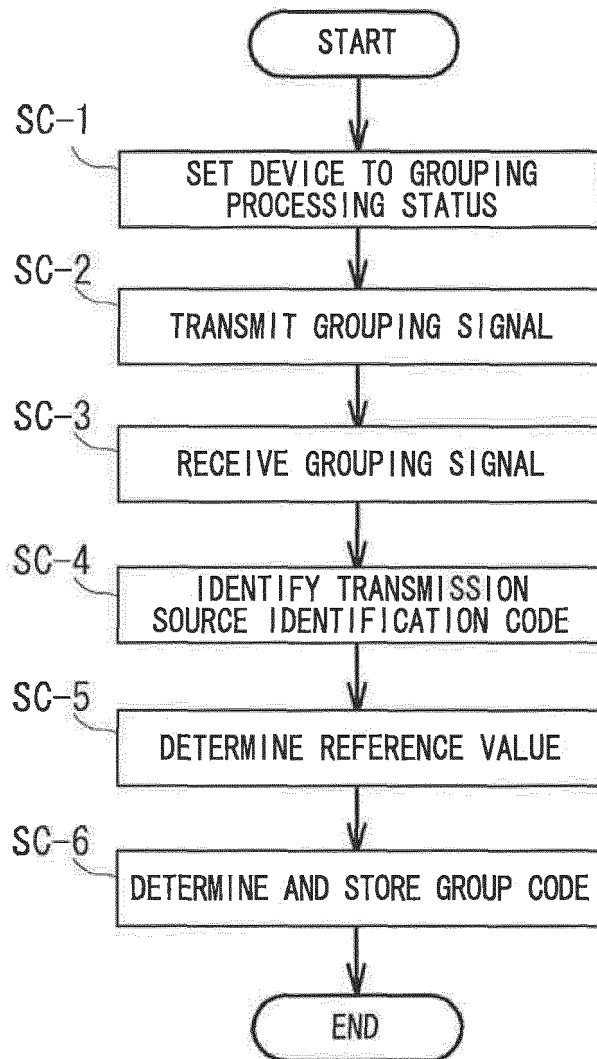 START
SC-1
SET DEVICE TO GROUPING
PROCESSING STATUS
SC-2
TRANSMIT GROUPING SIGNAL
SC-3
RECEIVE GROUPING SIGNAL
SC-4
IDENTIFY TRANSMISSION
SOURCE IDENTIFICATION CODE
SC-5
DETERMINE REFERENCE VALUE
SC-6
DETERMINE AND STORE GROUP CODE
END